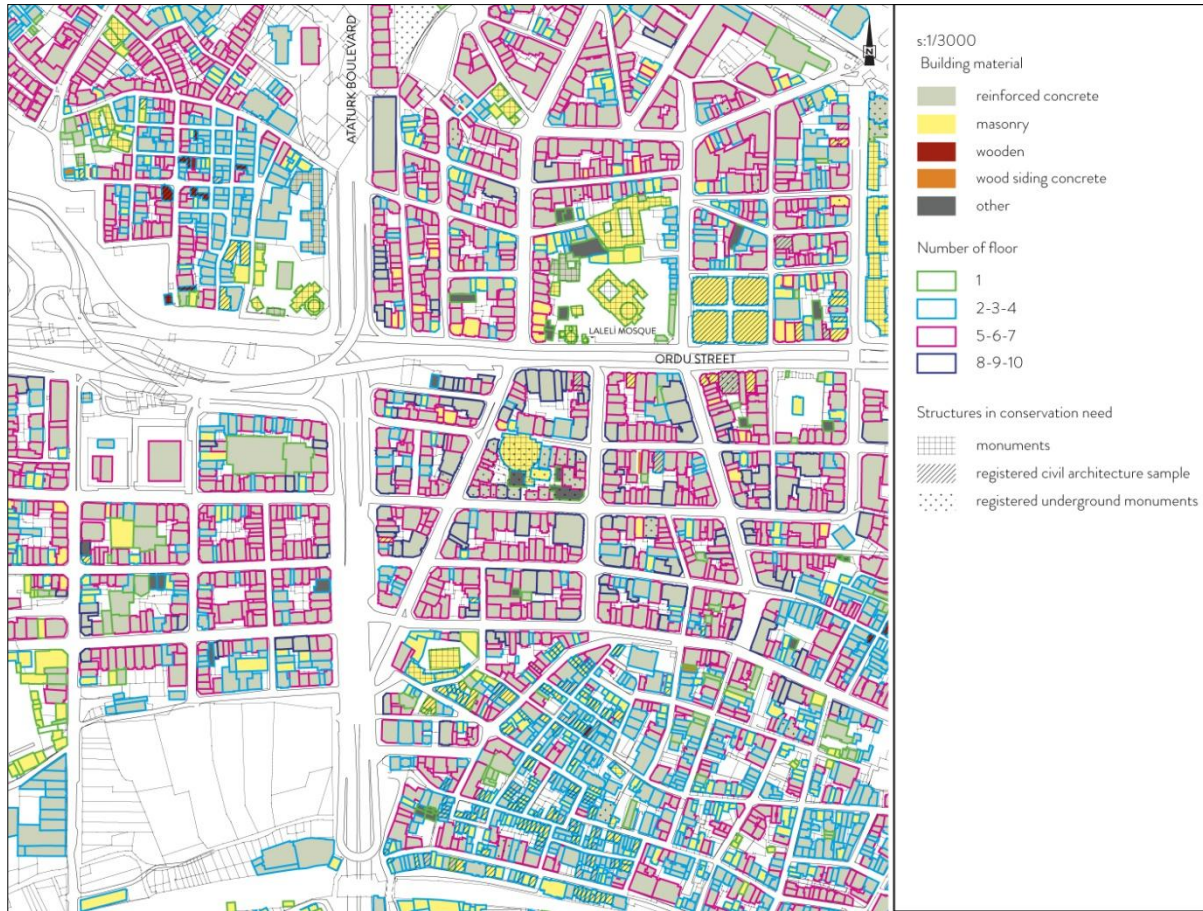 ATATURK BOULEVARD
N
LALELİ MOSQUE
ORDU STREET
s:1/3000
Building material
reinforced concrete
masonry
wooden
wood siding concrete
other
Number of floor
1
2-3-4
5-6-7
8-9-10
Structures in conservation need
monuments
registered civil architecture sample
registered underground monuments